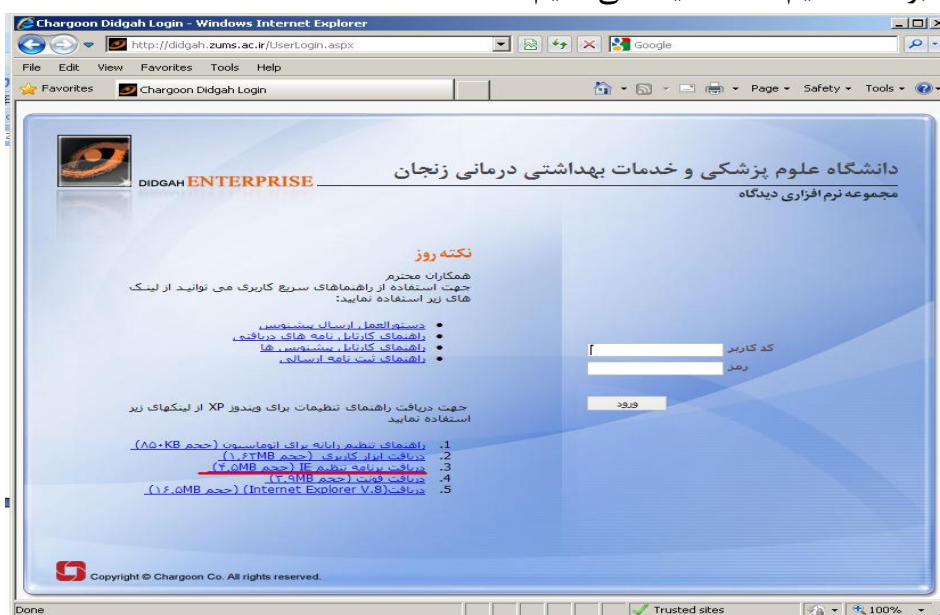 Chargoon Didgah Login - Windows Internet Explorer
http://didgah.zums.ac.ir/UserLogin.aspx
Google
File Edit View Favorites Tools Help
Favorites
Chargoon Didgah Login
Page Safety Tools
دانشگاه علوم پزشکی و خدمات بهداشتی درمانی زنجان
DIDGAH ENTERPRISE
مجموعه نرم افزاری دیدگاه
نکته روز
همکاران محترم
جهت استفاده از راهنماهای سریع کاربری می توانید از لینک
های زیر استفاده نمایید:
دستورالعمل ارسال پیشنویس
راهنمای کارتابل نامه های دریافتی
راهنمای کارتابل پیشنویس ها
راهنمای ثبت نامه ارسالی
کد کاربر
رمز
ورود
جهت دریافت راهنمای تنظیمات برای ویندوز XP از لینکهای زیر
استفاده نمایید
1. راهنمای تنظیم رایانه برای اتوماسیون (حجم ۸۵۰KB)
2. دریافت ابزار کاربری (حجم ۱,۶۳MB)
3. دریافت برنامه تنظیم IE (حجم ۴,۵MB)
4. دریافت فونت (حجم ۳,۹MB)
5. دریافت(Internet Explorer V.8) (حجم ۱۶,۵MB)
Copyright © Chargoon Co. All rights reserved.
Done
Trusted sites
100%